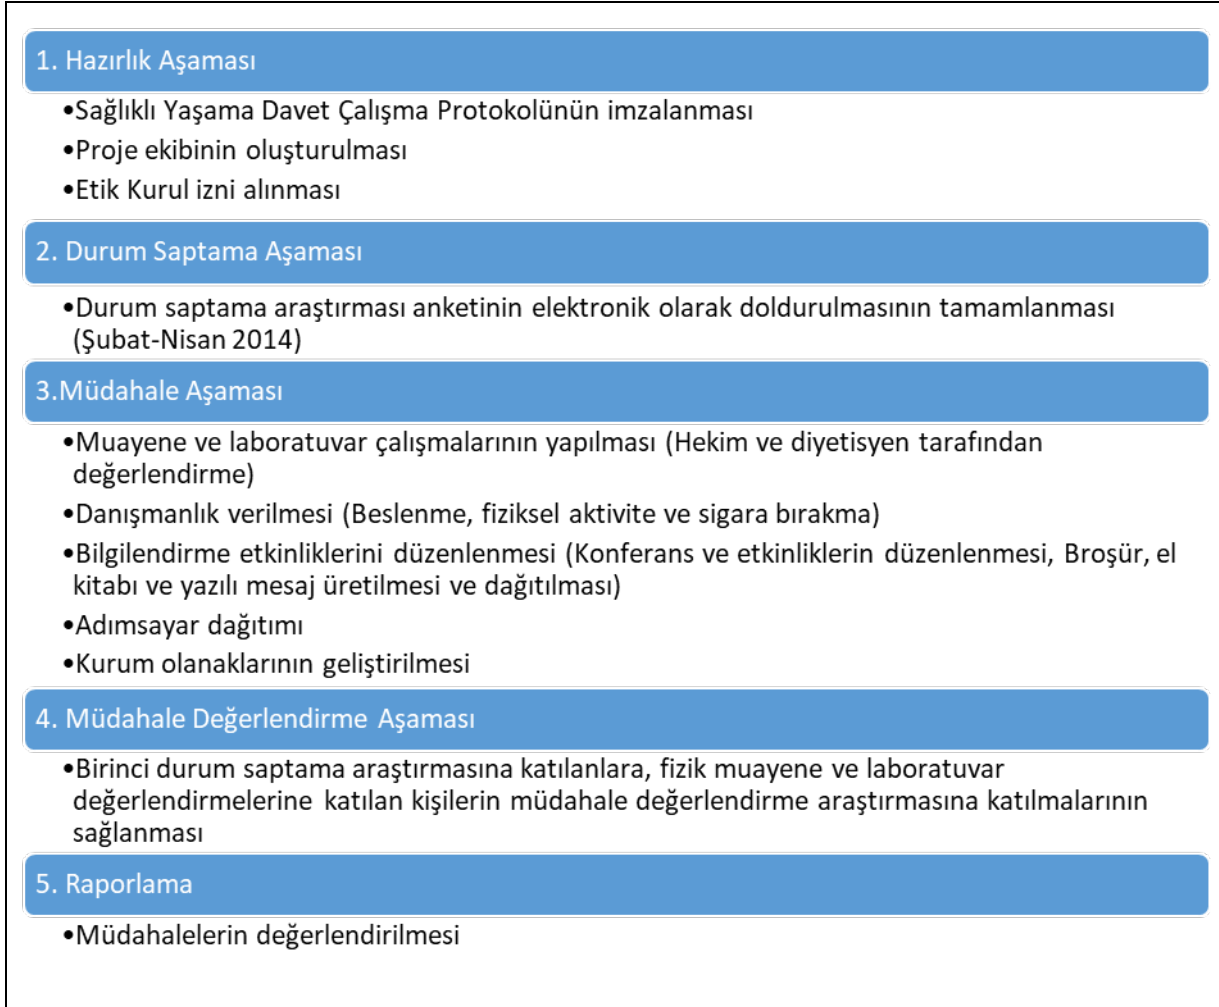 1. Hazırlık Aşaması
•Sağlıklı Yaşama Davet Çalışma Protokolünün imzalanması
•Proje ekibinin oluşturulması
•Etik Kurul izni alınması
2. Durum Saptama Aşaması
•Durum saptama araştırması anketinin elektronik olarak doldurulmasının tamamlanması
(Şubat-Nisan 2014)
3.Müdahale Aşaması
•Muayene ve laboratuvar çalışmalarının yapılması (Hekim ve diyetisyen tarafından
değerlendirme)
•Danışmanlık verilmesi (Beslenme, fiziksel aktivite ve sigara bırakma)
•Bilgilendirme etkinliklerini düzenlenmesi (Konferans ve etkinliklerin düzenlenmesi, Broşür, el
kitabı ve yazılı mesaj üretilmesi ve dağıtılması)
•Adımsayar dağıtımı
•Kurum olanaklarının geliştirilmesi
4. Müdahale Değerlendirme Aşaması
•Birinci durum saptama araştırmasına katılanlara, fizik muayene ve laboratuvar
değerlendirmelerine katılan kişilerin müdahale değerlendirme araştırmasına katılmalarının
sağlanması
5. Raporlama
•Müdahalelerin değerlendirilmesi